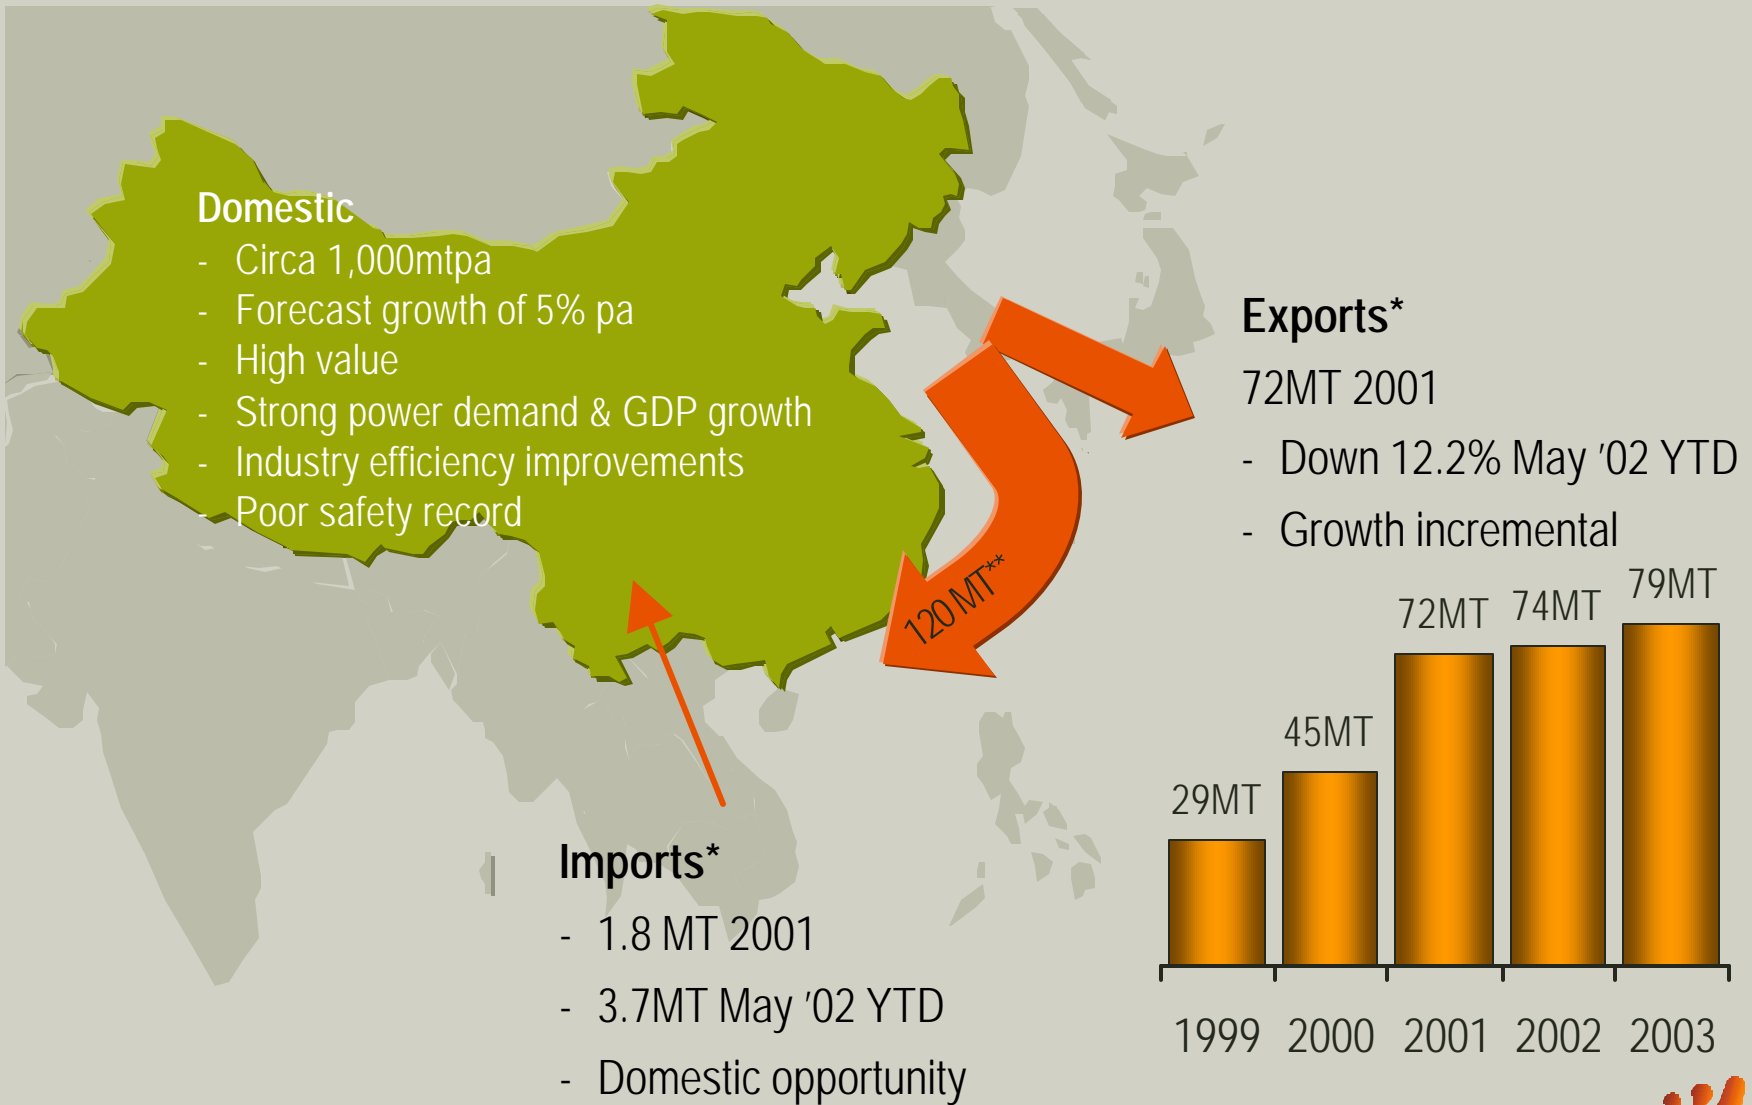 Domestic
- Circa 1,000mtpa
- Forecast growth of 5% pa
- High value
- Strong power demand & GDP growth
- Industry efficiency improvements
- Poor safety record
120 MT**
Exports*
72MT 2001
- Down 12.2% May '02 YTD
- Growth incremental
29MT
45MT
72MT
74MT
79MT
1999 2000 2001 2002 2003
Imports*
- 1.8 MT 2001
- 3.7MT May '02 YTD
- Domestic opportunity